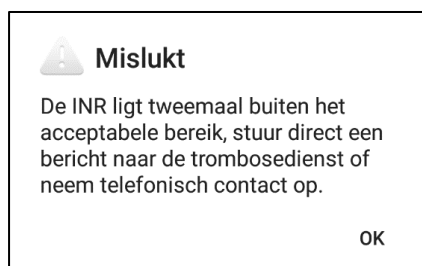 Mislukt
De INR ligt tweemaal buiten het
acceptabele bereik, stuur direct een
bericht naar de trombosedienst of
neem telefonisch contact op.
OK